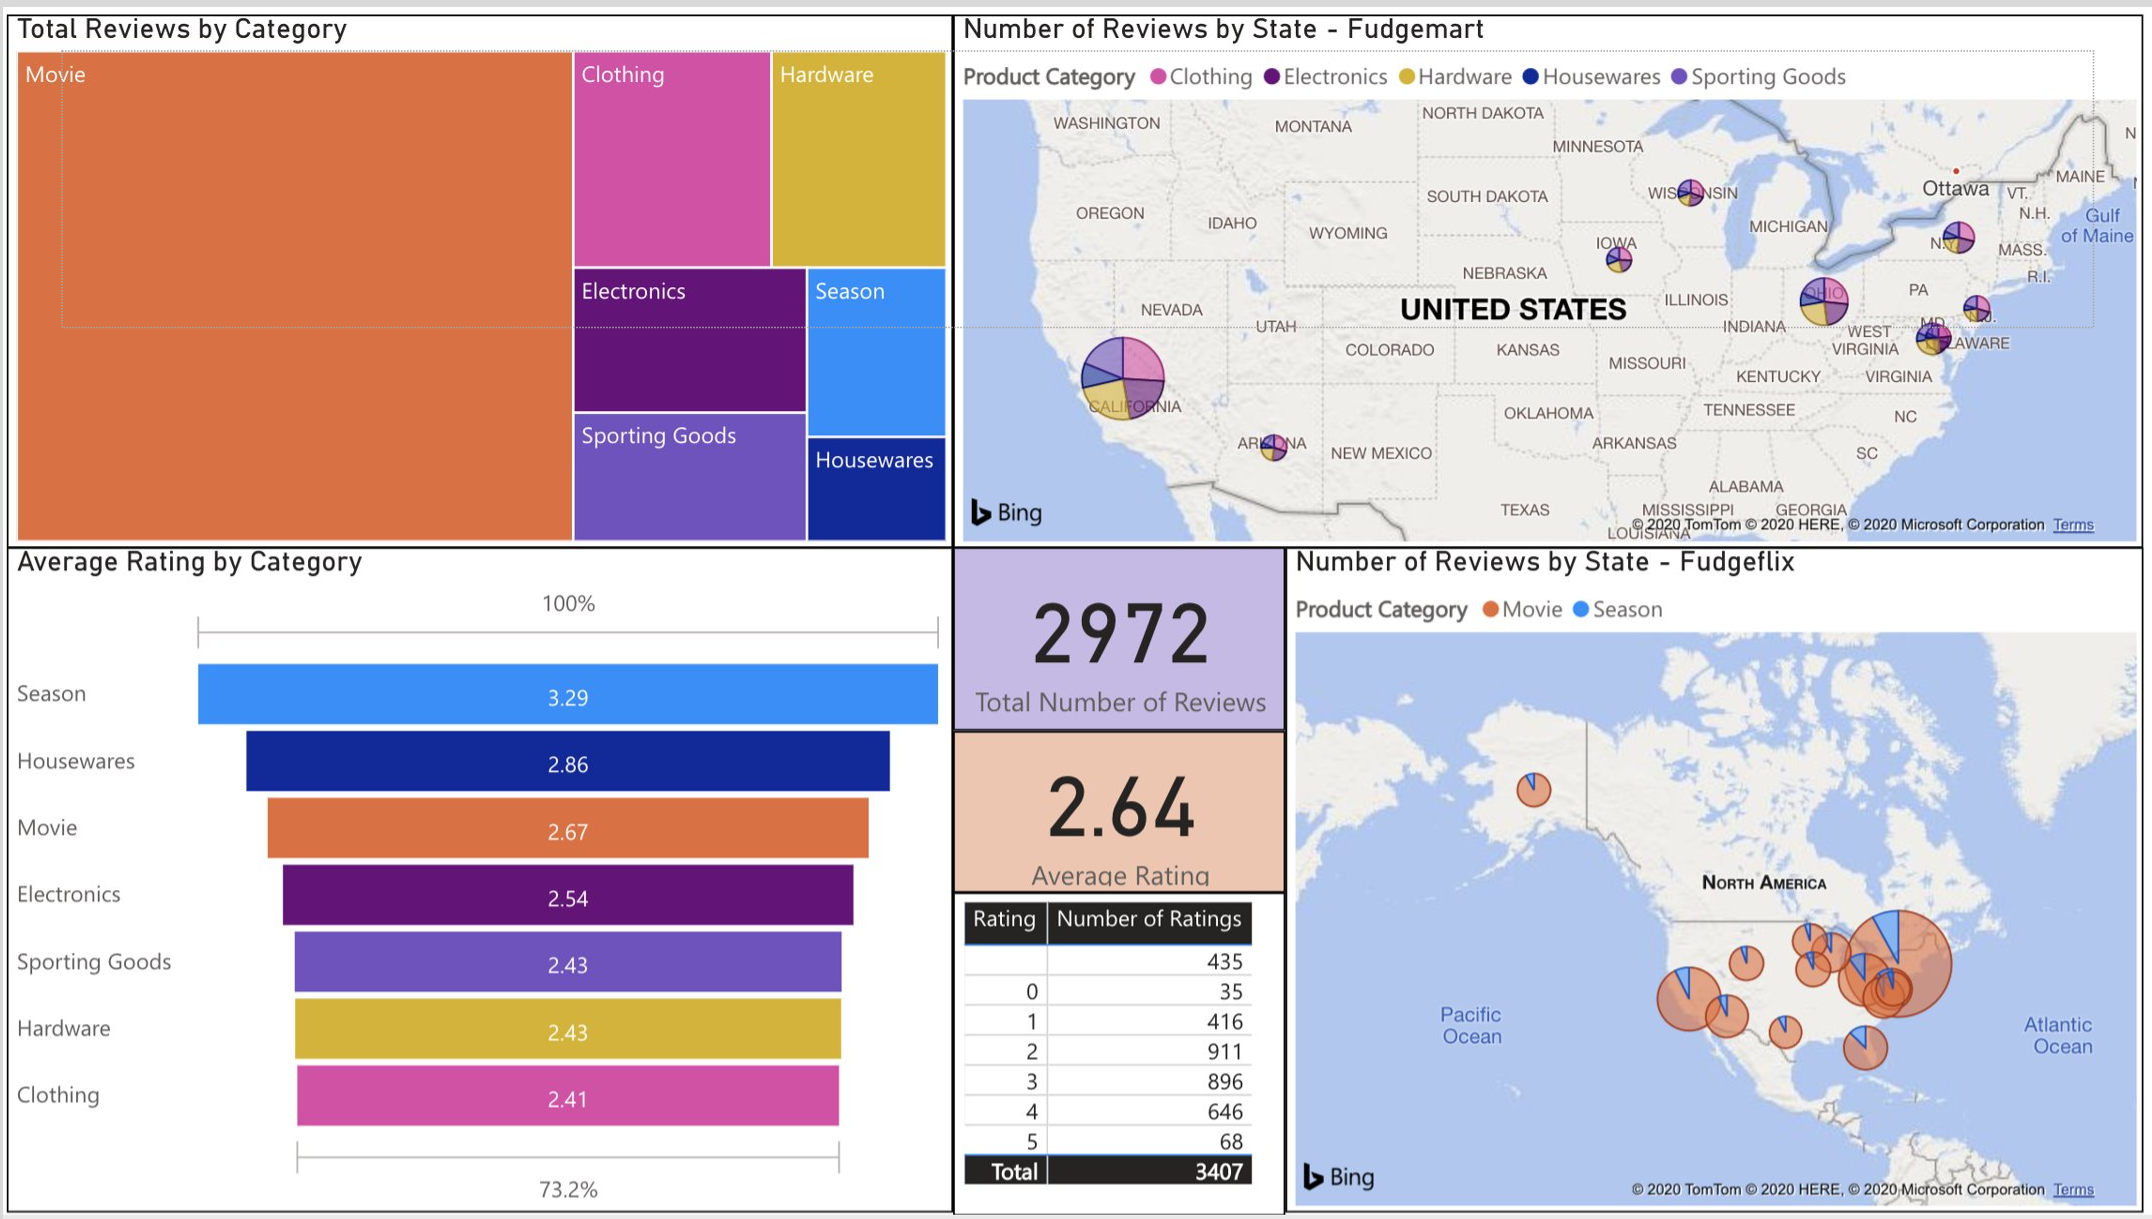 Total Reviews by Category
Movie
Clothing
Hardware
Electronics
Season
Sporting Goods
Housewares
Number of Reviews by State - Fudgemart
Product Category Clothing Electronics Hardware Housewares Sporting Goods
WASHINGTON
MONTANA
NORTH DAKOTA
MINNESOTA
OREGON
IDAHO
WYOMING
SOUTH DAKOTA
WISCONSIN
MICHIGAN
Ottawa
VT.
MAINE
N.H.
Gulf
of Maine
MASS.
R.I.
IOWA
NEBRASKA
NEVADA
UTAH
UNITED STATES
ILLINOIS
INDIANA
OHIO
PA
MD.
N.J.
DELAWARE
WEST
VIRGINIA
COLORADO
KANSAS
MISSOURI
KENTUCKY
VIRGINIA
CALIFORNIA
OKLAHOMA
TENNESSEE
NC
ARIZONA
NEW MEXICO
ARKANSAS
SC
ALABAMA
TEXAS
MISSISSIPPI
GEORGIA
LOUISIANA
Bing
© 2020 TomTom © 2020 HERE, © 2020 Microsoft Corporation Terms
Average Rating by Category
100%
Season 3.29
Housewares 2.86
Movie 2.67
Electronics 2.54
Sporting Goods 2.43
Hardware 2.43
Clothing 2.41
73.2%
2972
Total Number of Reviews
2.64
Average Rating
Rating Number of Ratings
435
0 35
1 416
2 911
3 896
4 646
5 68
Total 3407
Number of Reviews by State - Fudgeflix
Product Category Movie Season
NORTH AMERICA
Pacific
Ocean
Atlantic
Ocean
Bing
© 2020 TomTom © 2020 HERE, © 2020 Microsoft Corporation Terms